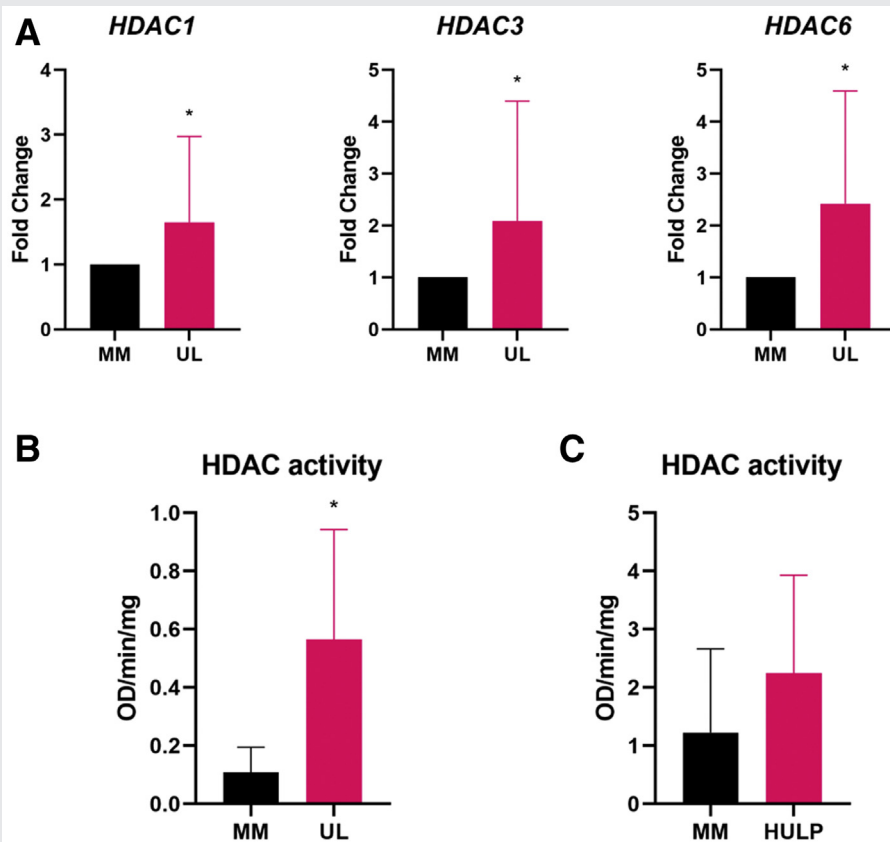 A
HDAC1
HDAC3
HDAC6
Fold Change
4
3
2
1
0
*
MM
UL
Fold Change
5
4
3
2
1
0
*
MM
UL
Fold Change
5
4
3
2
1
0
*
MM
UL
B
HDAC activity
OD/min/mg
1.0
0.8
0.6
0.4
0.2
0.0
*
MM
UL
C
HDAC activity
OD/min/mg
5
4
3
2
1
0
MM
HULP